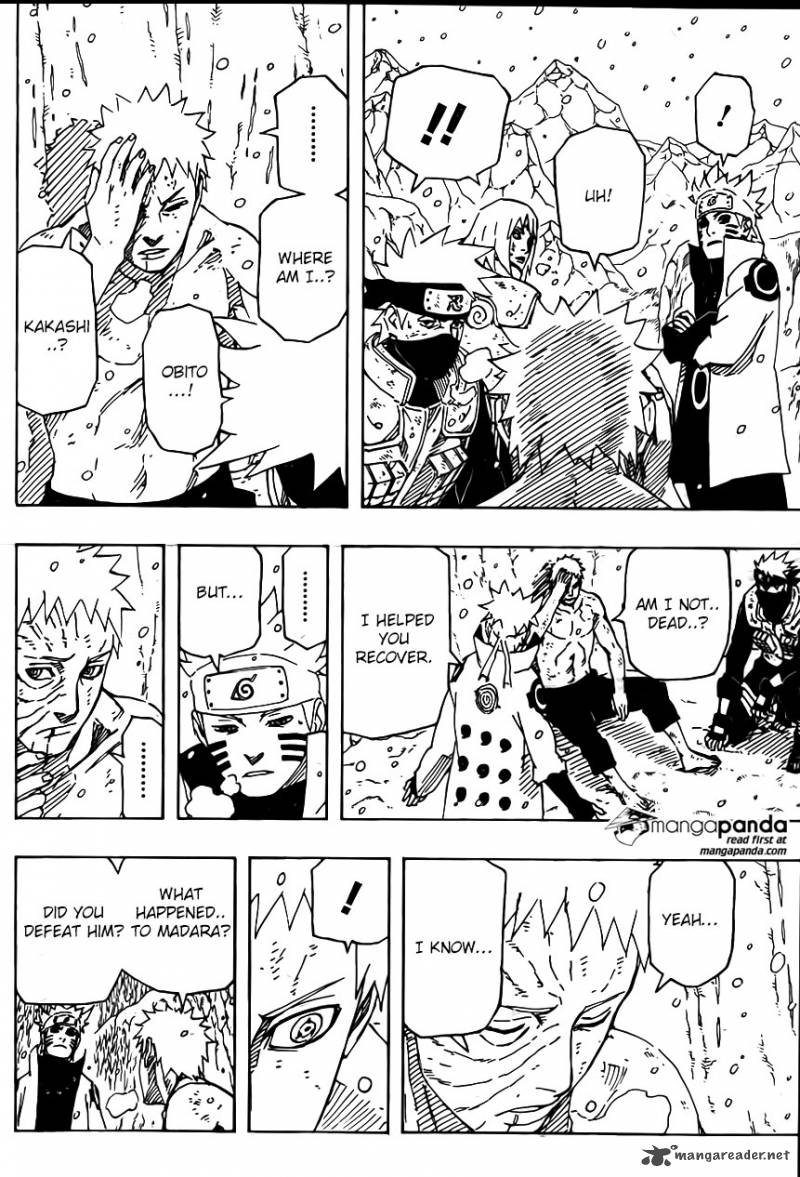 !
UH!
!!
忍
........
WHERE
AM I..?
OBITO
...!
KAKASHI
..?
AM I NOT..
DEAD..?
I HELPED
YOU
RECOVER.
........
BUT...
........
mangapanda
read first at
mangapanda.com
YEAH...
I KNOW...
!
WHAT
HAPPENED..
TO MADARA?
DID YOU
DEFEAT HIM?
mangareader.net